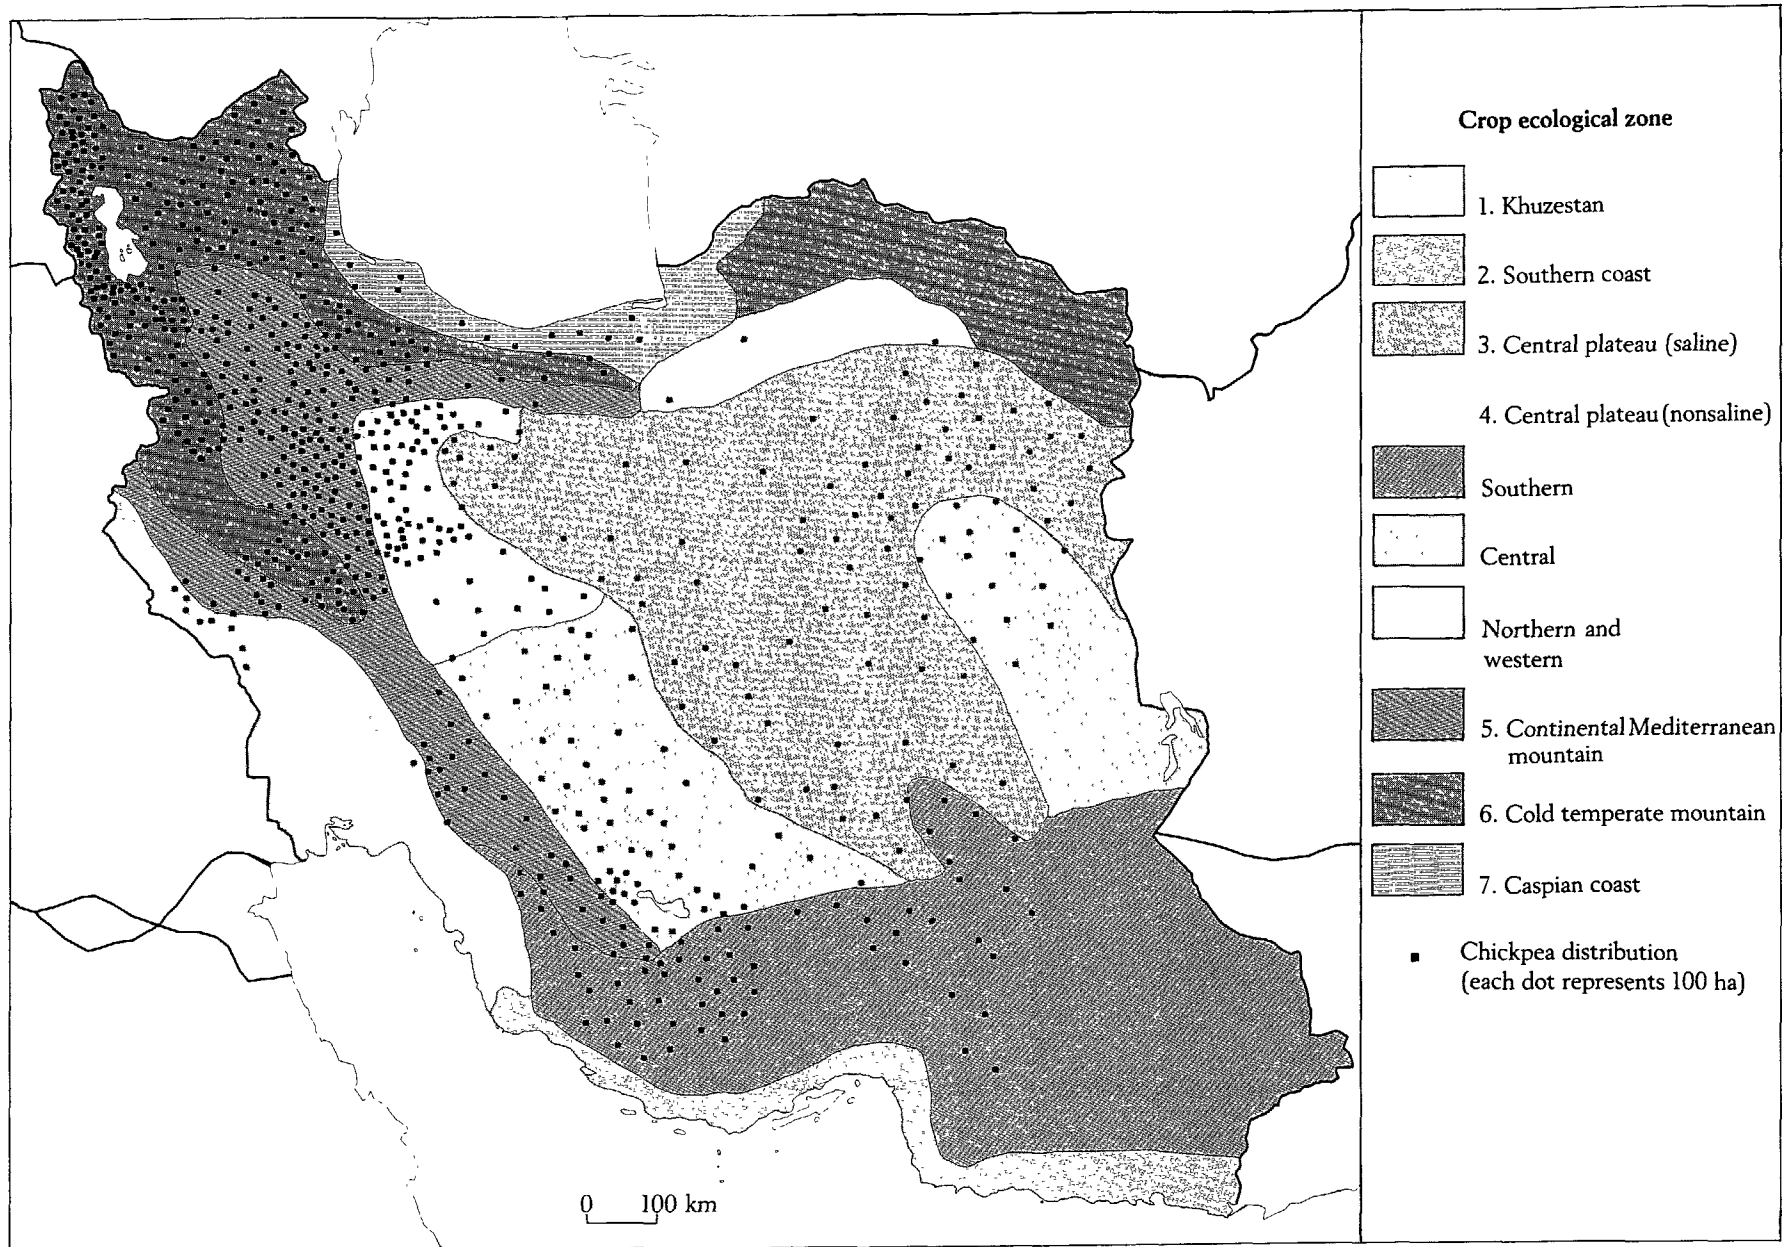 Crop ecological zone
1. Khuzestan
2. Southern coast
3. Central plateau (saline)
4. Central plateau (nonsaline)
Southern
Central
Northern and
western
5. Continental Mediterranean
mountain
6. Cold temperate mountain
7. Caspian coast
Chickpea distribution
(each dot represents 100 ha)
0 100 km